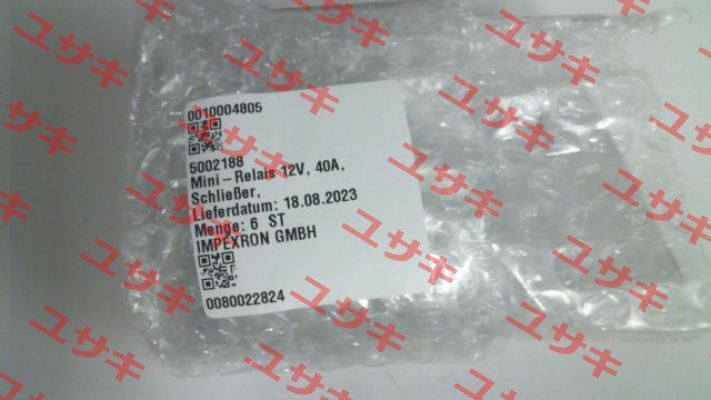 0010004805
5002188
Mini-Relais 12V, 40A,
Schließer,
Lieferdatum: 18.08.2023
Menge: 6 ST
IMPEXRON GMBH
0080022824
ユサキ